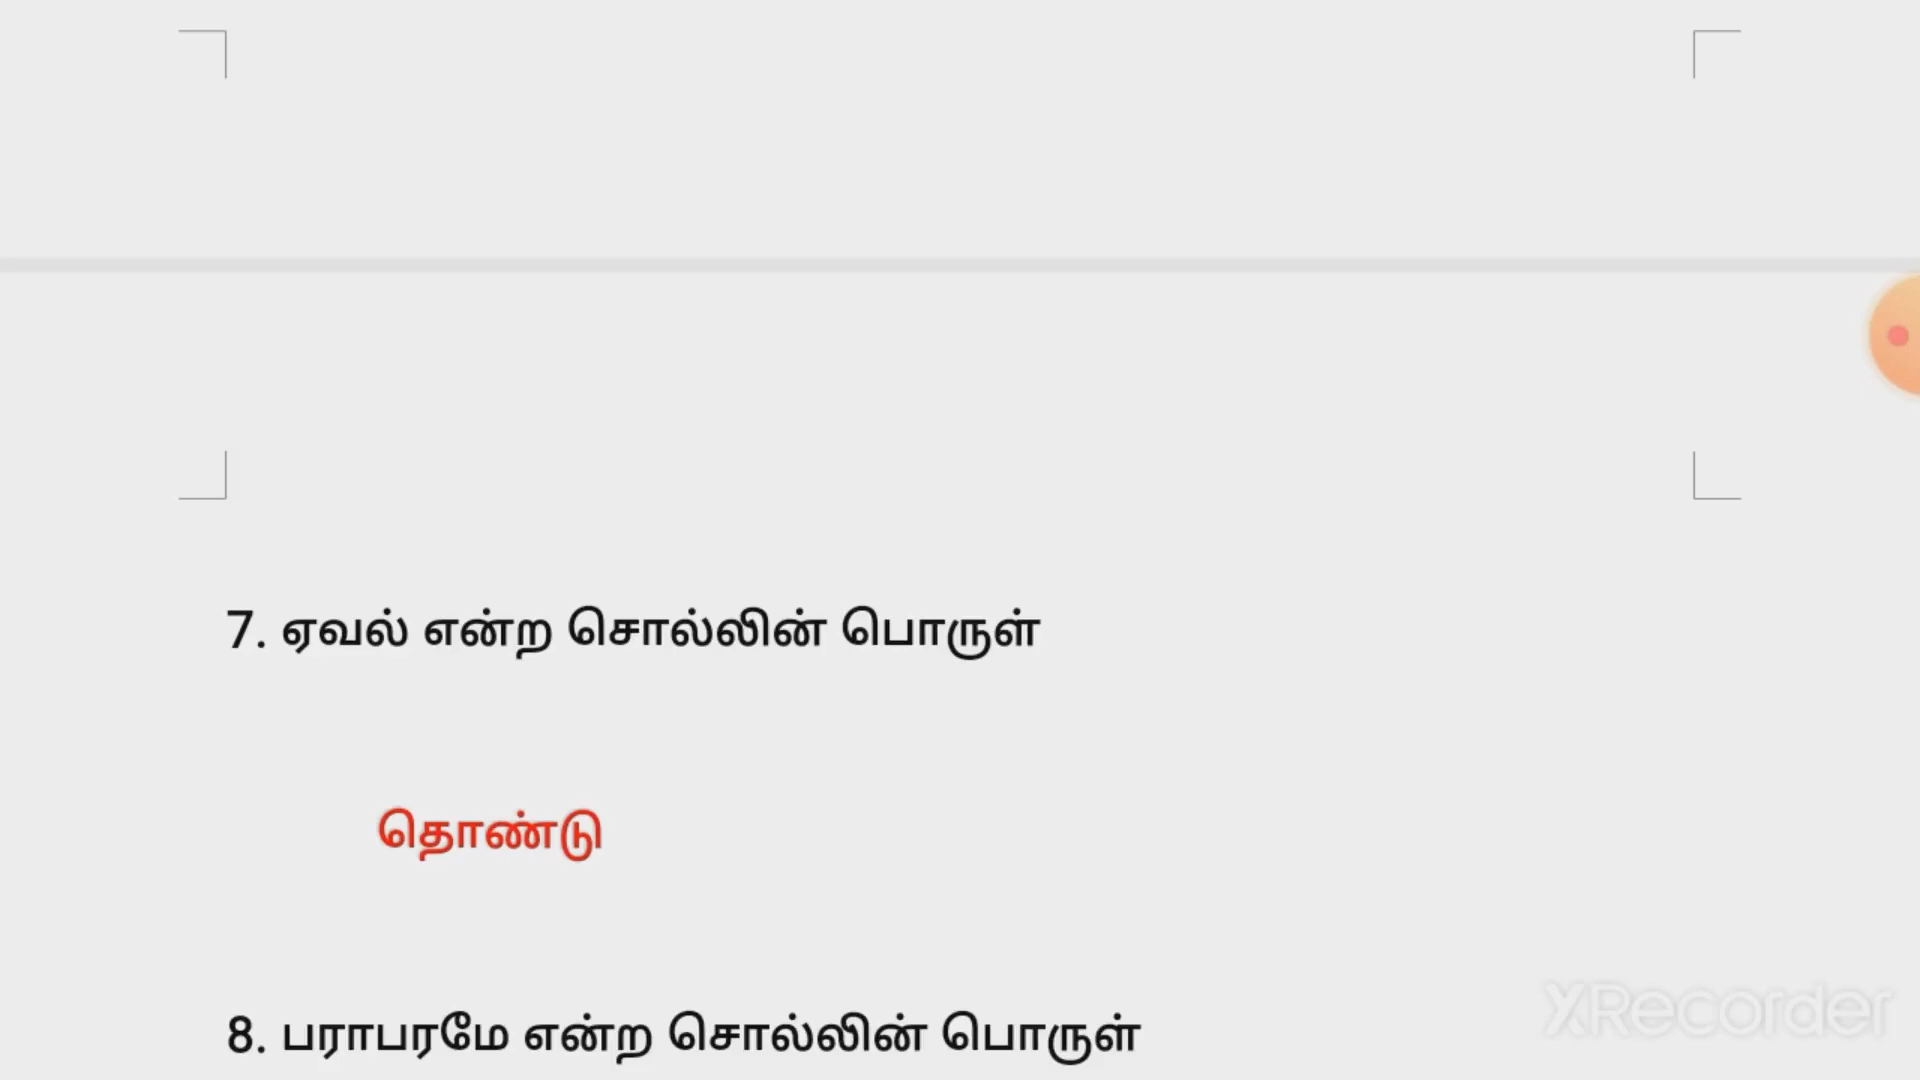 7. ஏவல் என்ற சொல்லின் பொருள்
தொண்டு
8. பராபரமே என்ற சொல்லின் பொருள்
XRecorder